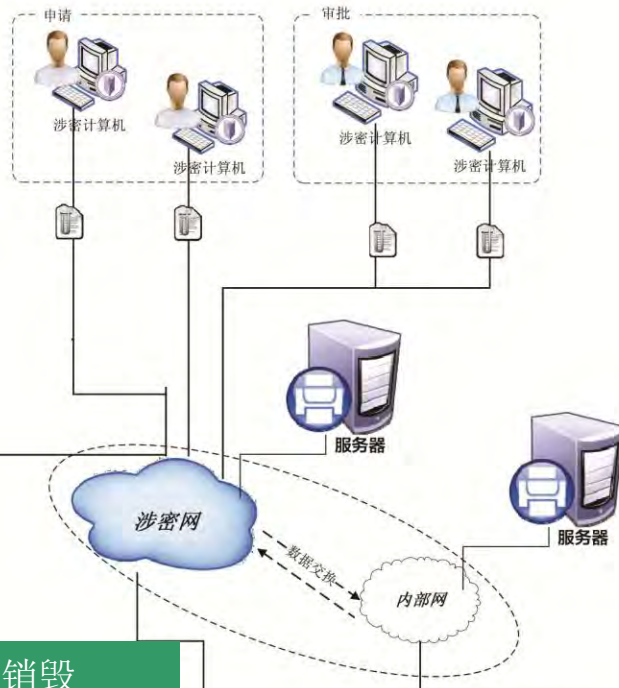 申请
审批
涉密计算机
涉密计算机
涉密计算机
涉密计算机
服务器
服务器
涉密网
数据交换
内部网
销毁